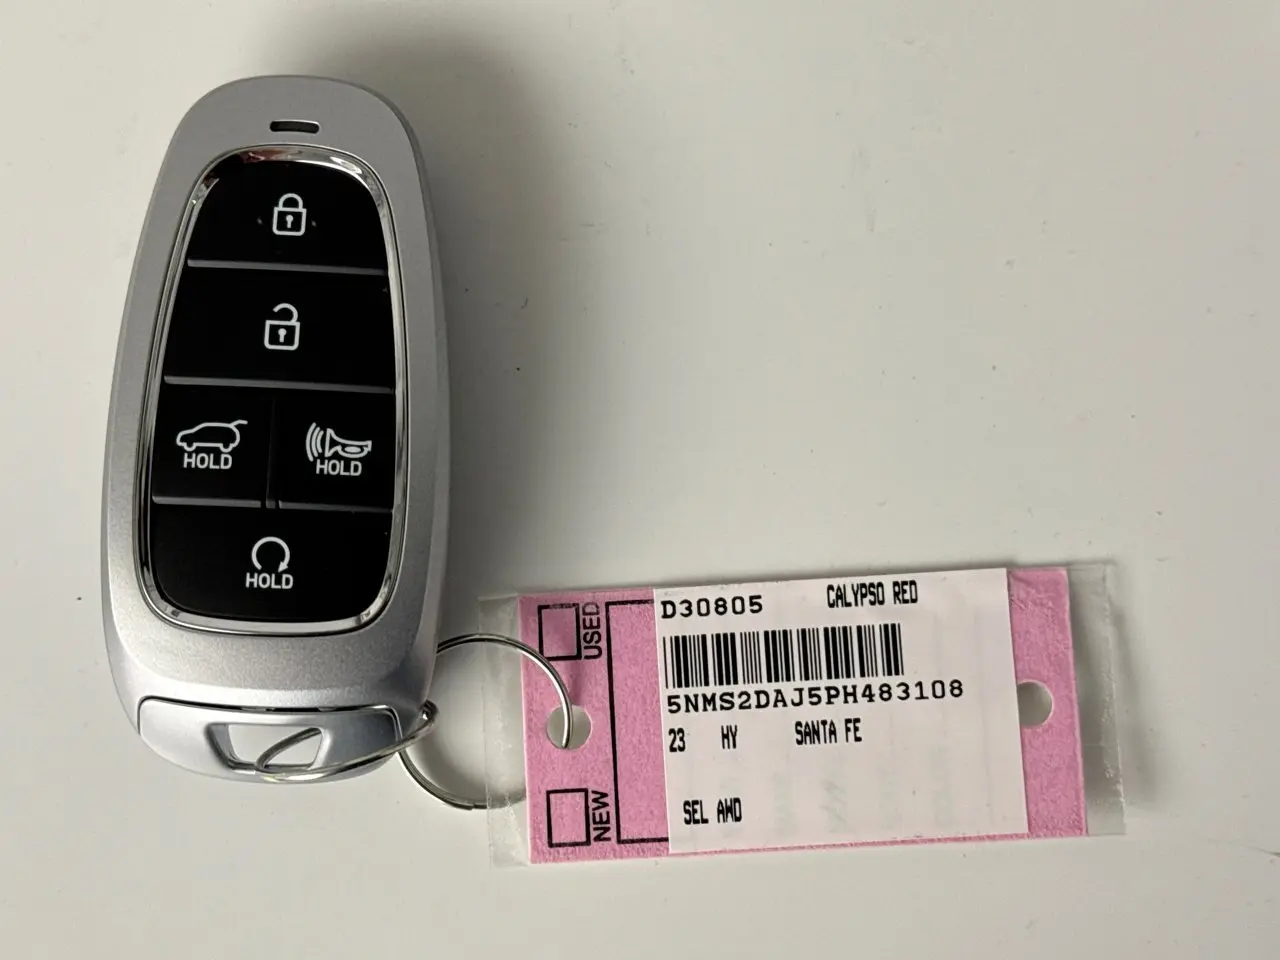 HOLD
HOLD
HOLD
USED
NEW
D30805 CALYPSO RED
5NMS2DAJ5PH483108
23 HY SANTA FE
SEL AWD